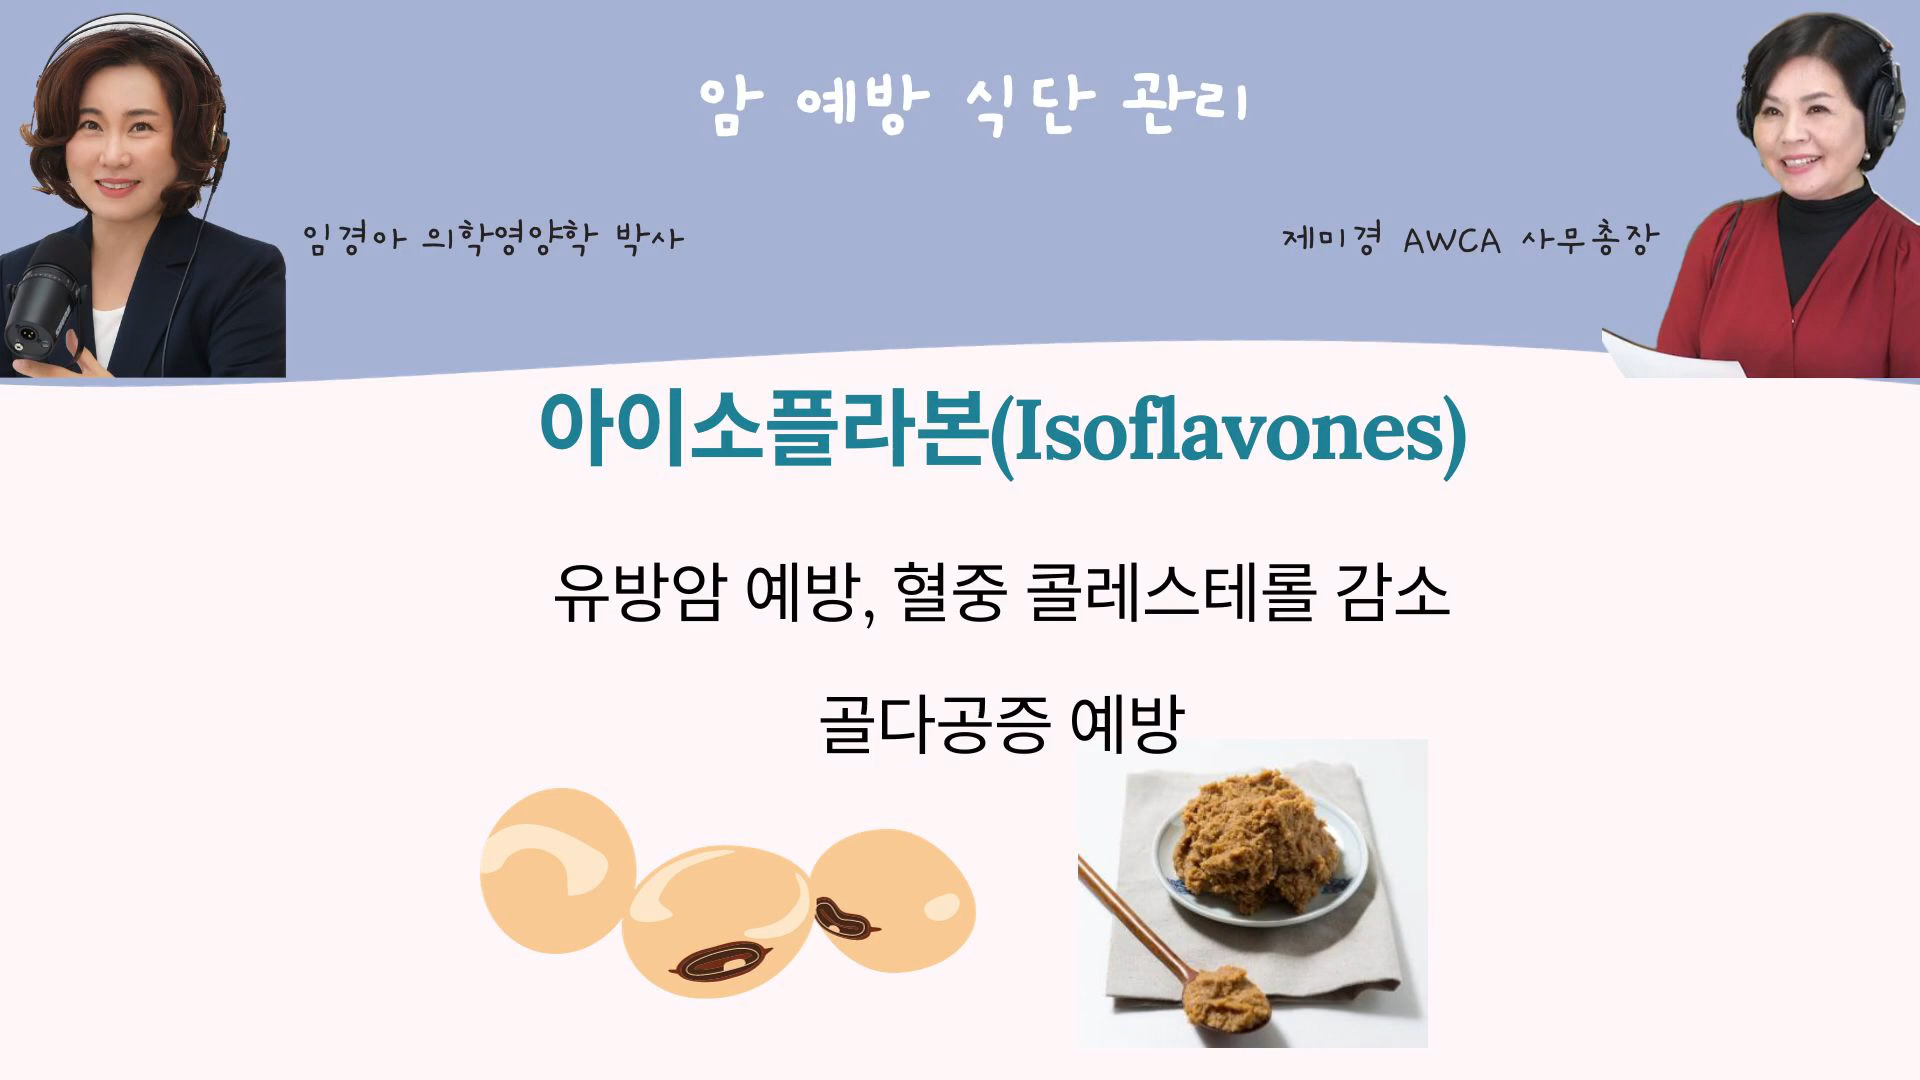 암 예방 식단 관리
임경아 의학영양학 박사
제미경 AWCA 사무총장
아이소플라본(Isoflavones)
유방암 예방, 혈중 콜레스테롤 감소
골다공증 예방